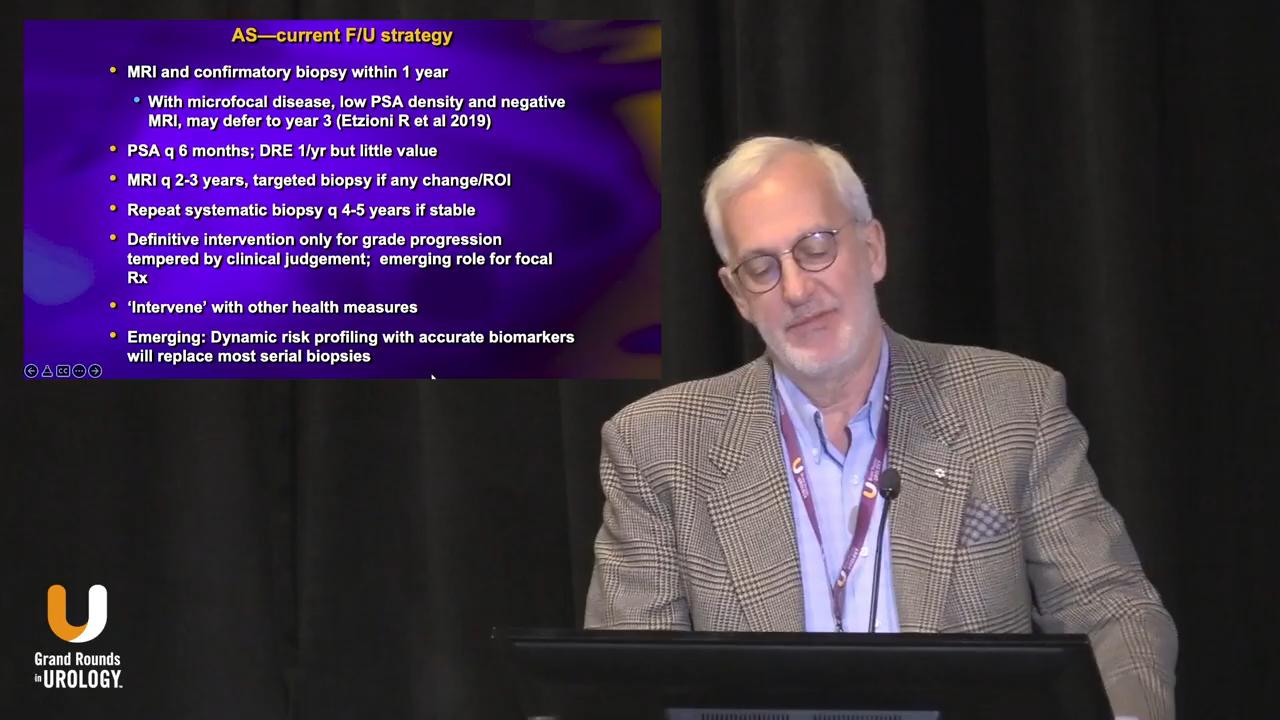 AS—current F/U strategy
MRI and confirmatory biopsy within 1 year
With microfocal disease, low PSA density and negative
MRI, may defer to year 3 (Etzioni R et al 2019)
PSA q 6 months; DRE 1/yr but little value
MRI q 2-3 years, targeted biopsy if any change/ROI
Repeat systematic biopsy q 4-5 years if stable
Definitive intervention only for grade progression
tempered by clinical judgement; emerging role for focal
Rx
‘Intervene’ with other health measures
Emerging: Dynamic risk profiling with accurate biomarkers
will replace most serial biopsies
CC
Grand Rounds
in UROLOGY™